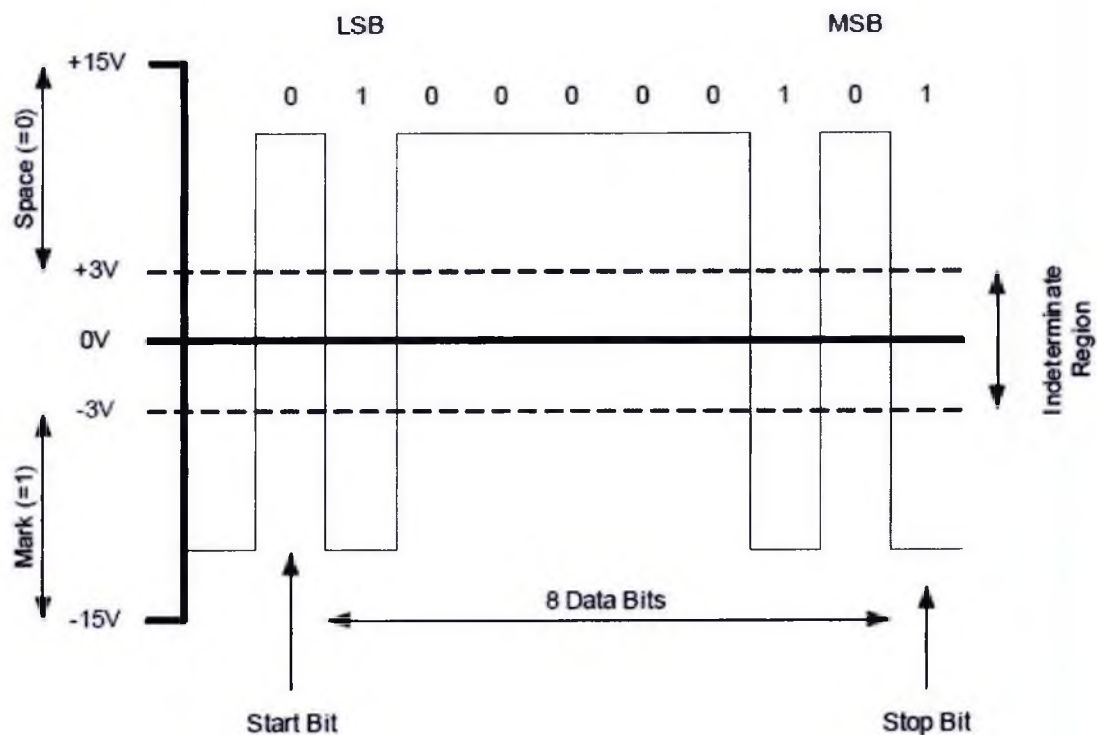 LSB MSB
+15V
0 1 0 0 0 0 0 1 0 1
Space (=0)
+3V
0V
-3V
Indeterminate
Region
Mark (=1)
8 Data Bits
-15V
Start Bit Stop Bit